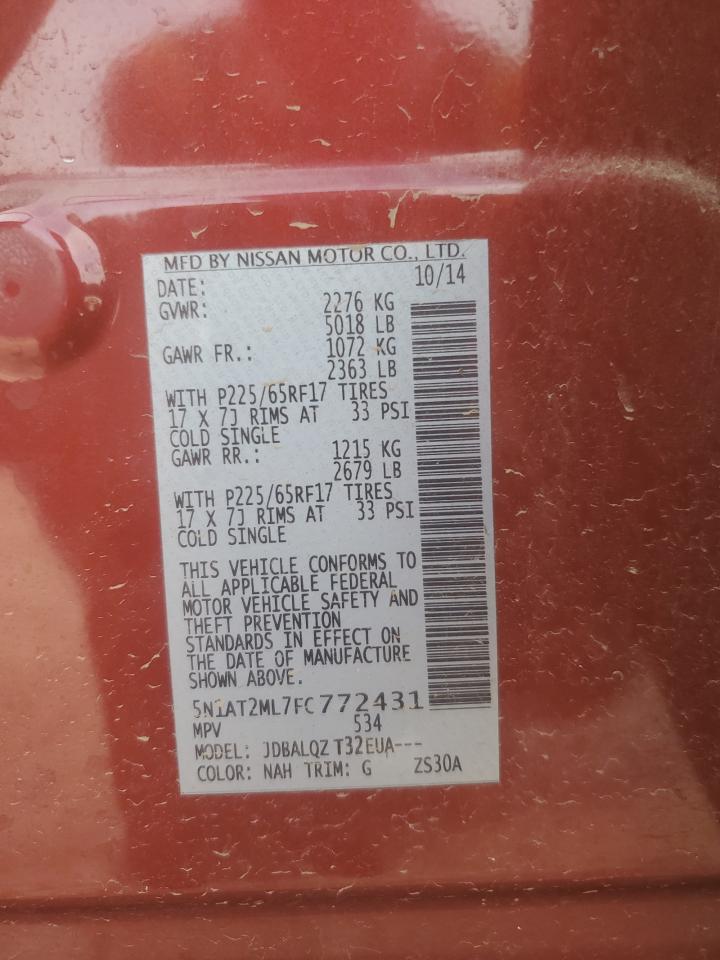 MFD BY NISSAN MOTOR CO., LTD.
DATE: 10/14
GVWR: 2276 KG
5018 LB
GAWR FR.: 1072 KG
2363 LB
WITH P225/65RF17 TIRES
17 X 7J RIMS AT 33 PSI
COLD SINGLE
GAWR RR.: 1215 KG
2679 LB
WITH P225/65RF17 TIRES
17 X 7J RIMS AT 33 PSI
COLD SINGLE
THIS VEHICLE CONFORMS TO
ALL APPLICABLE FEDERAL
MOTOR VEHICLE SAFETY AND
THEFT PREVENTION
STANDARDS IN EFFECT ON
THE DATE OF MANUFACTURE
SHOWN ABOVE.
5N1AT2ML7FC772431
MPV 534
MODEL: JDBALQZ T32EUA---
COLOR: NAH TRIM: G ZS30A